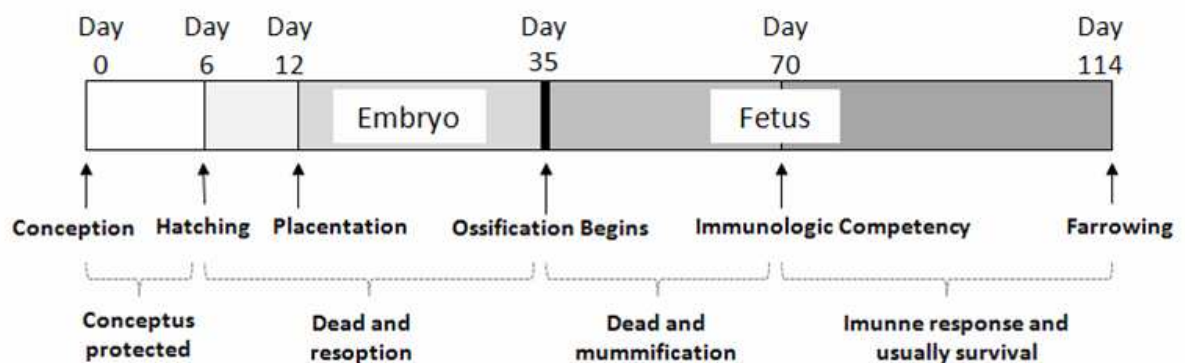 Day Day Day Day Day Day
0 6 12 35 70 114
Embryo Fetus
Conception Hatching Placentation Ossification Begins Immunologic Competency Farrowing
Conceptus Dead and Dead and Imunne response and
protected resoption mummification usually survival